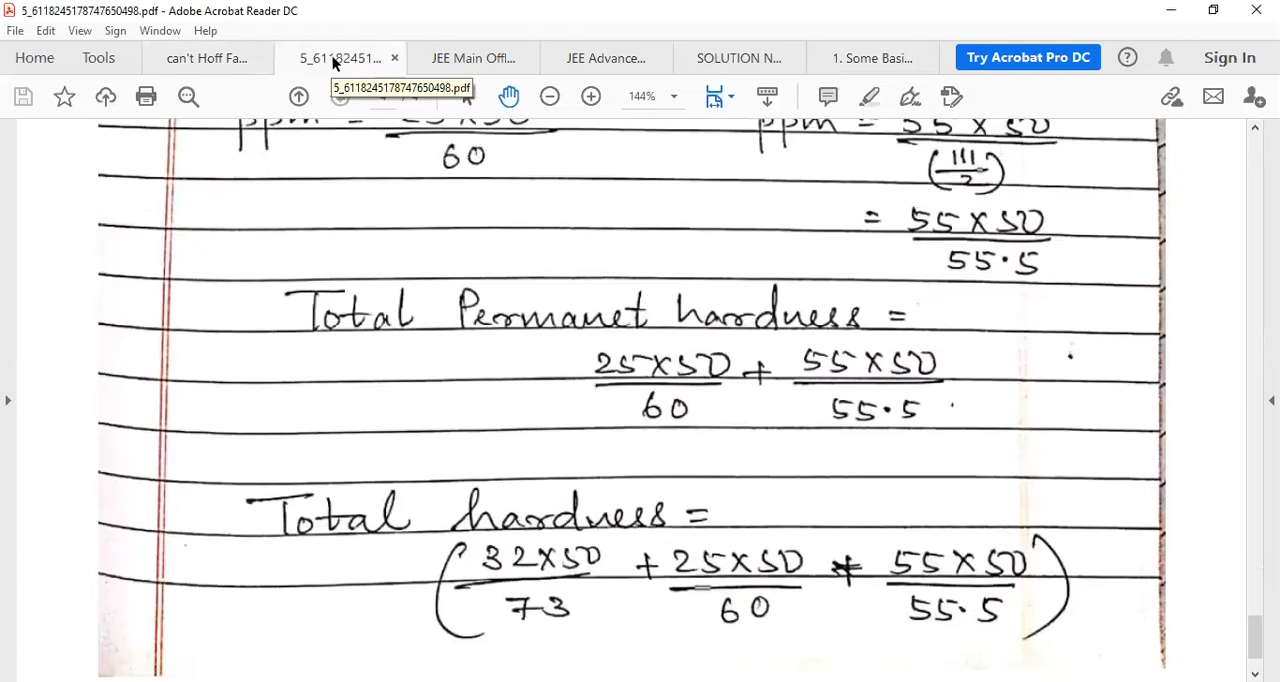 5_6118245178747650498.pdf - Adobe Acrobat Reader DC
File Edit View Sign Window Help
Home Tools can't Hoff Fa... 5_61182451... × JEE Main Offl... JEE Advance... SOLUTION N... 1. Some Basi... Try Acrobat Pro DC Sign In
5_6118245178747650498.pdf
144%
ppm = 25 x 50 / 60
ppm = 55 x 50 / (111/2)
= 55 x 50 / 55.5
Total Permanet hardness =
25 x 50 / 60 + 55 x 50 / 55.5
Total hardness =
(32 x 50 / 73 + 25 x 50 / 60 + 55 x 50 / 55.5)